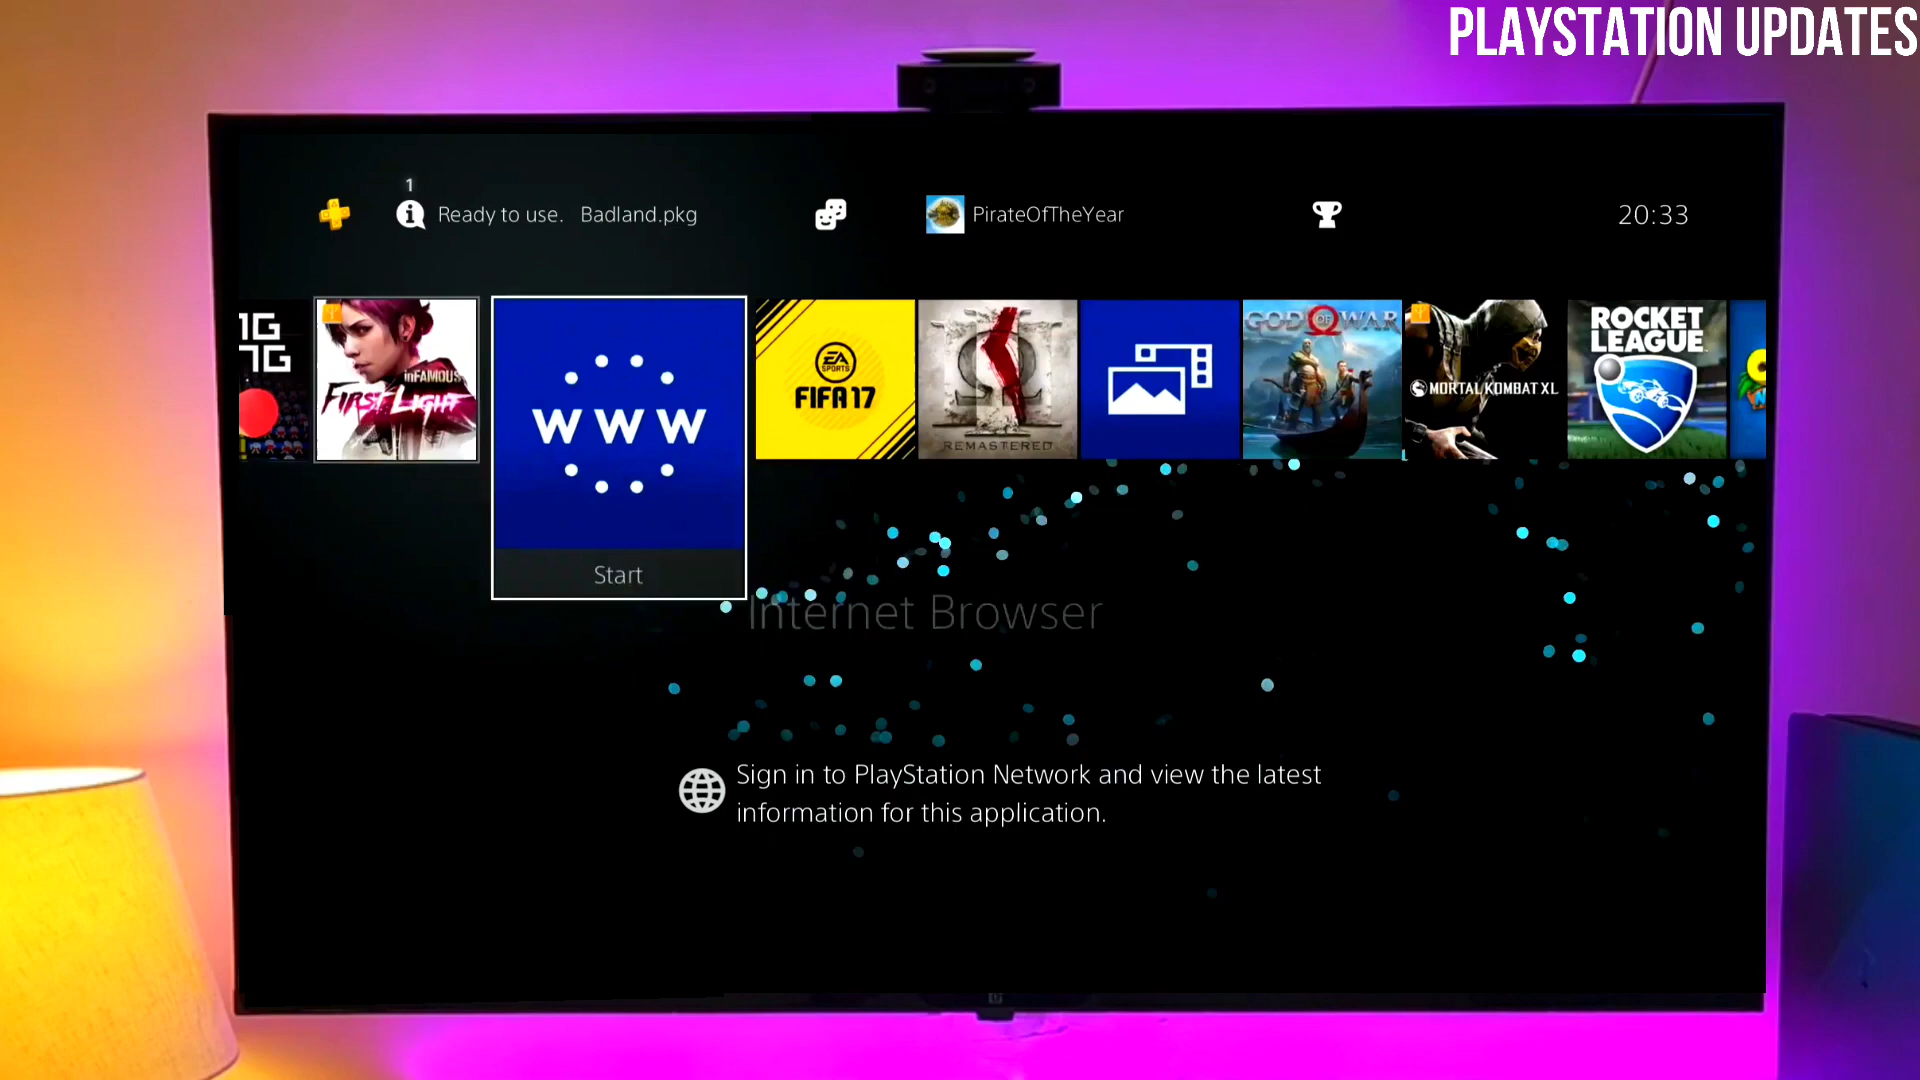 PLAYSTATION UPDATES
1
Ready to use. Badland.pkg
PirateOfTheYear
20:33
inFAMOUS
FIRST LIGHT
WWW
Start
EA
SPORTS
FIFA 17
REMASTERED
GOD OF WAR
MORTAL KOMBAT XL
ROCKET
LEAGUE
Internet Browser
Sign in to PlayStation Network and view the latest
information for this application.